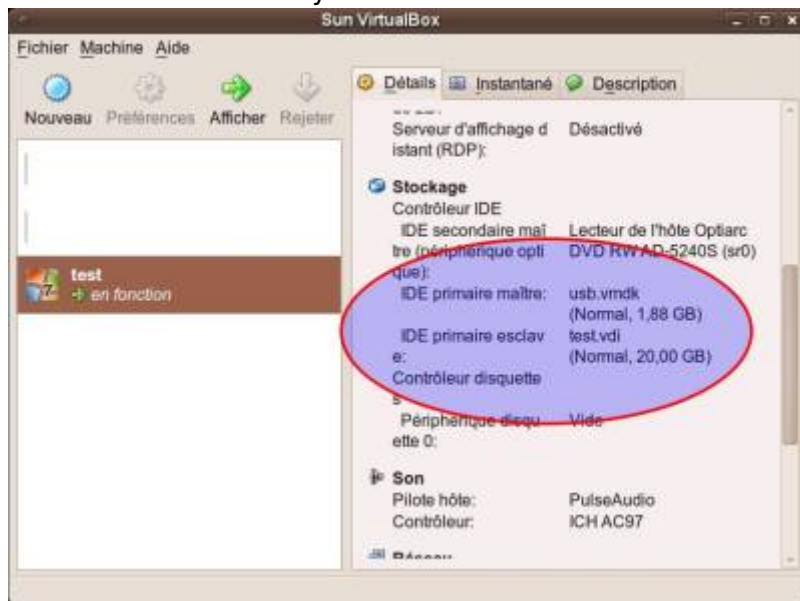 Sun VirtualBox
Fichier Machine Aide
Nouveau Préférences Afficher Rejeter
Détails Instantané Description
Serveur d'affichage d Désactivé
istant (RDP):
Stockage
Contrôleur IDE
IDE secondaire maî Lecteur de l'hôte Optiarc
tre (périphérique opti DVD RW AD-5240S (sr0)
que):
test
en fonction
IDE primaire maître: usb.vmdk
(Normal, 1,88 GB)
IDE primaire esclav test.vdi
e: (Normal, 20,00 GB)
Contrôleur disquette
s
Périphérique disqu Vide
ette 0:
Son
Pilote hôte: PulseAudio
Contrôleur: ICH AC97
Réseau